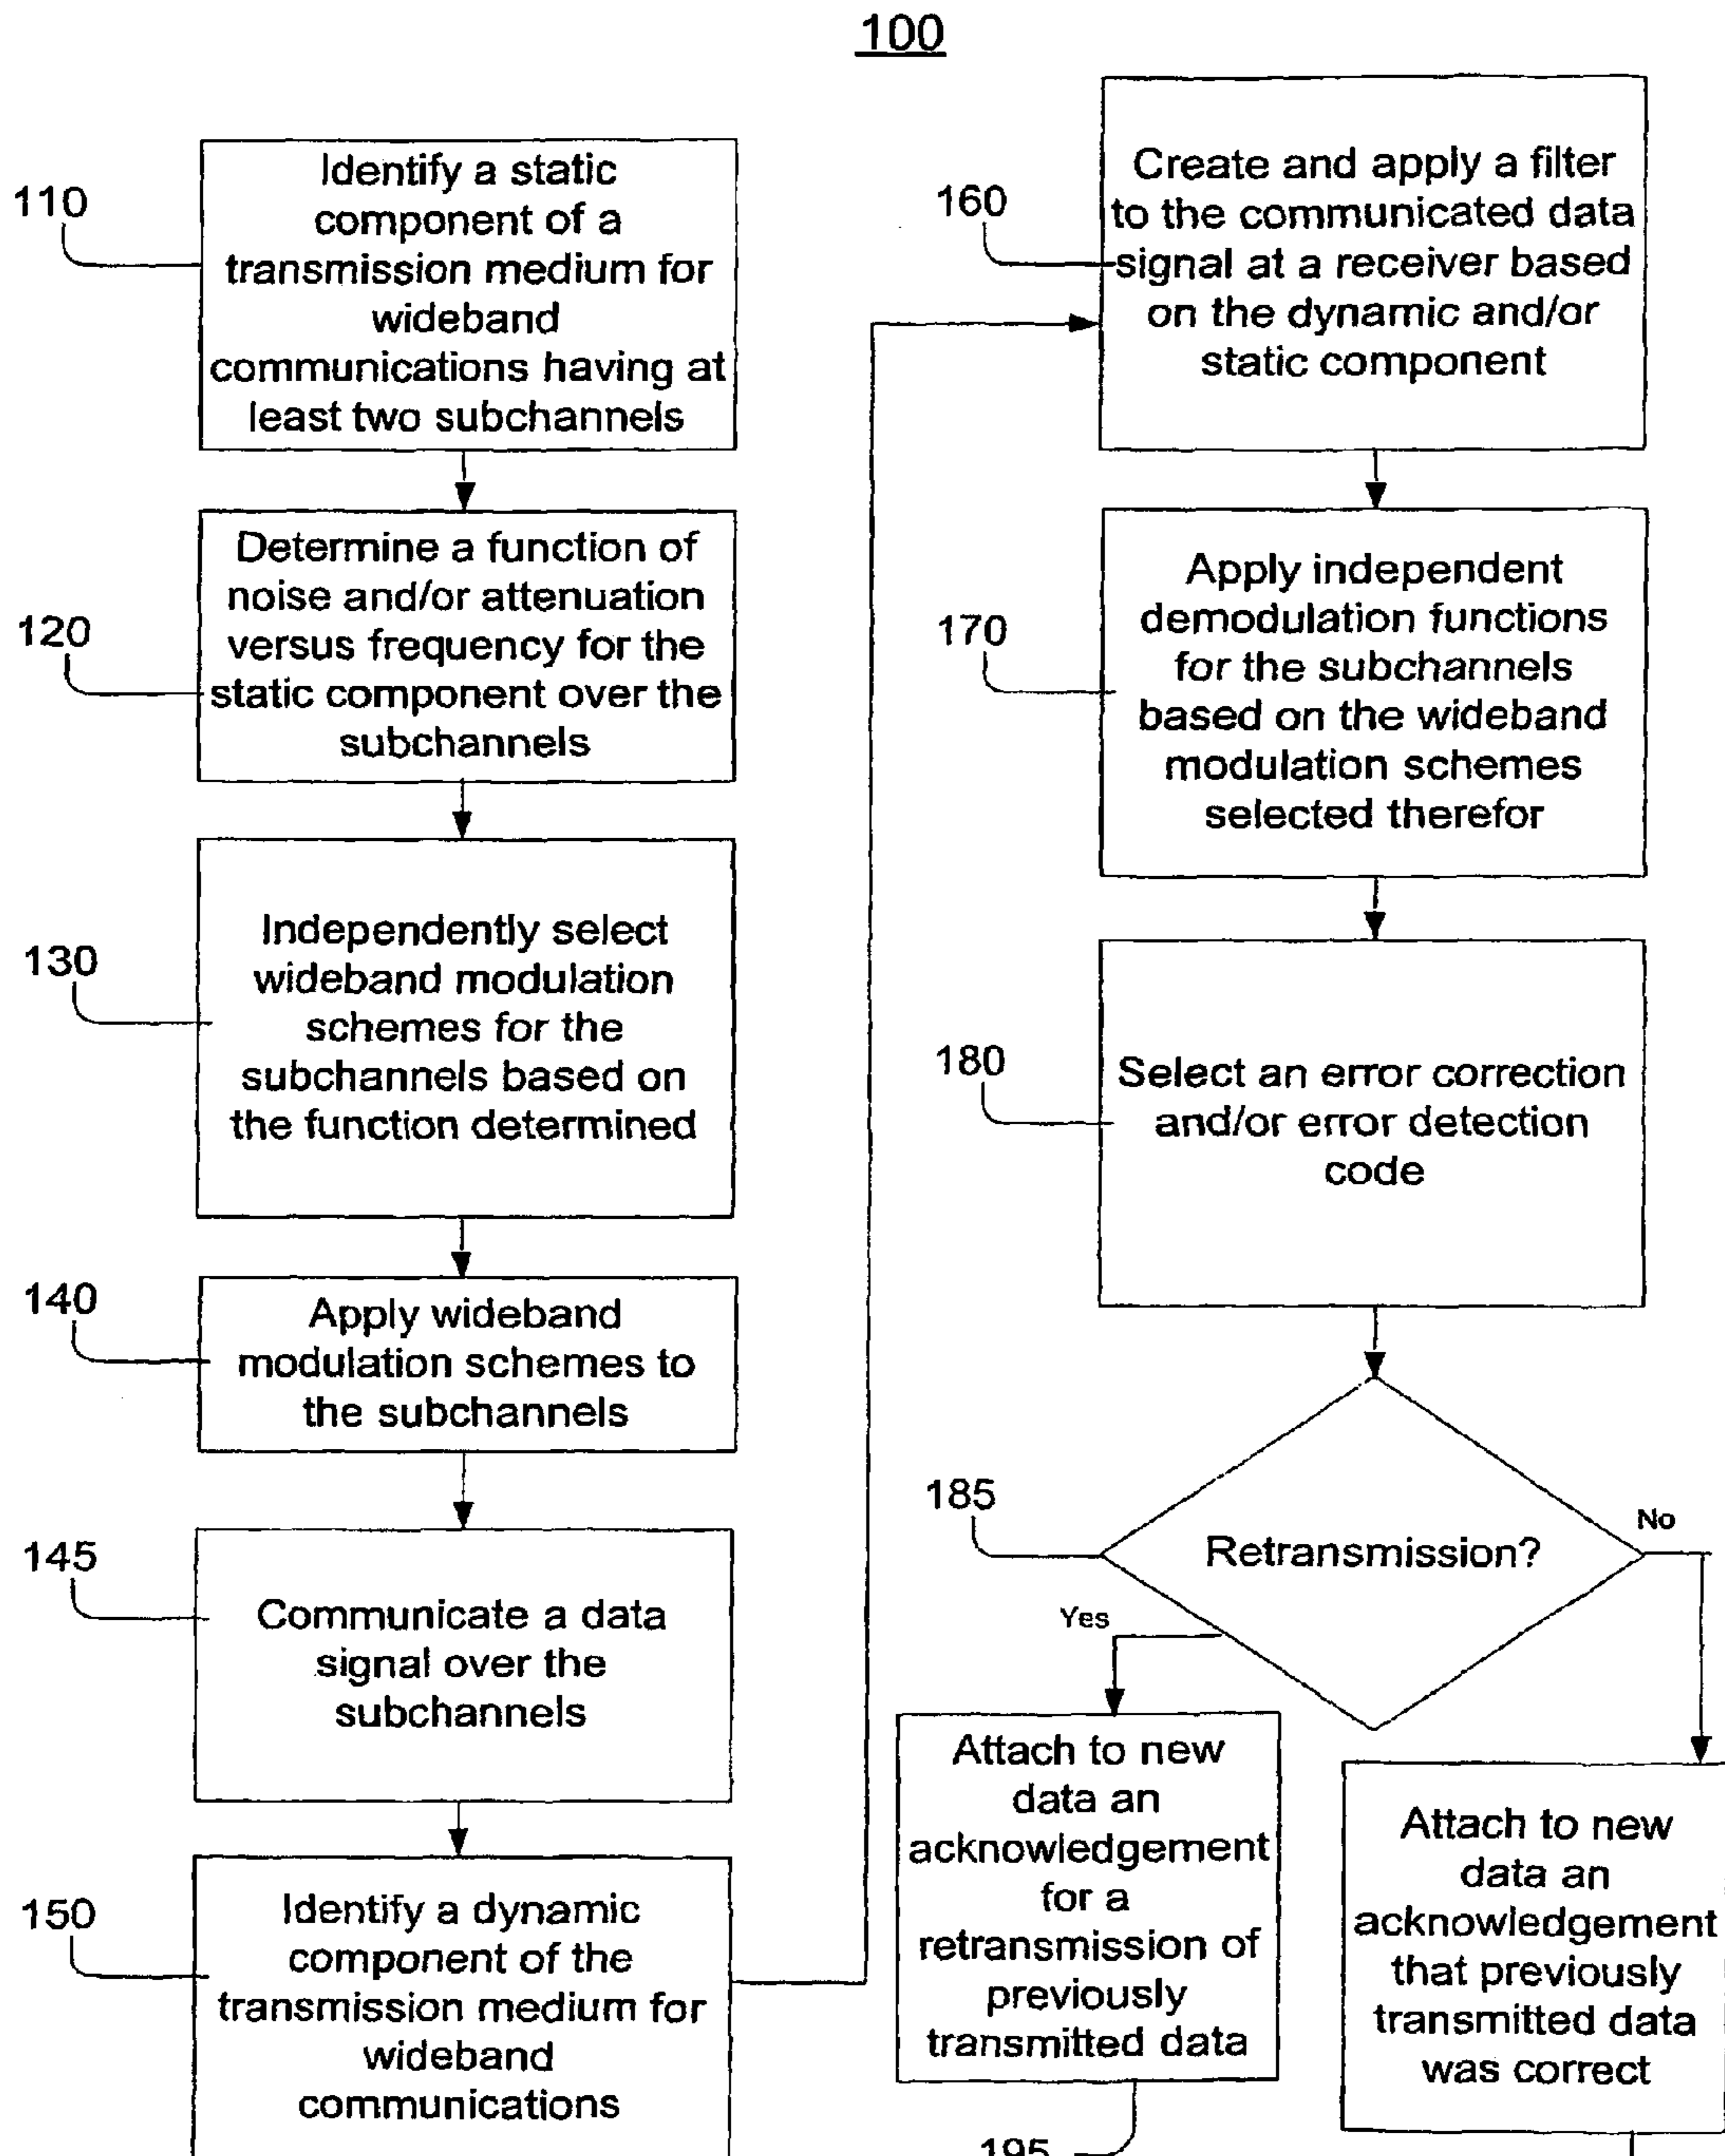 100
110
Identify a static
component of a
transmission medium for
wideband
communications having at
least two subchannels
120
Determine a function of
noise and/or attenuation
versus frequency for the
static component over the
subchannels
130
Independently select
wideband modulation
schemes for the
subchannels based on
the function determined
140
Apply wideband
modulation schemes to
the subchannels
145
Communicate a data
signal over the
subchannels
150
Identify a dynamic
component of the
transmission medium for
wideband
communications
160
Create and apply a filter
to the communicated data
signal at a receiver based
on the dynamic and/or
static component
170
Apply independent
demodulation functions
for the subchannels
based on the wideband
modulation schemes
selected therefor
180
Select an error correction
and/or error detection
code
185
Retransmission?
No
Yes
Attach to new
data an
acknowledgement
for a
retransmission of
previously
transmitted data
195
Attach to new
data an
acknowledgement
that previously
transmitted data
was correct